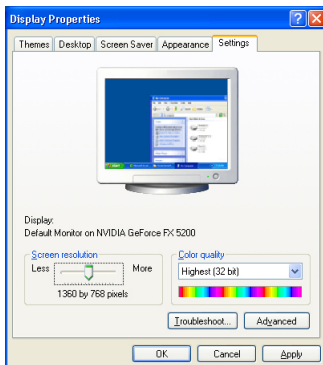 Display Properties
Themes Desktop Screen Saver Appearance Settings
Display:
Default Monitor on NVIDIA GeForce FX 5200
Screen resolution
Less More
1360 by 768 pixels
Color quality
Highest (32 bit)
Troubleshoot... Advanced
OK Cancel Apply